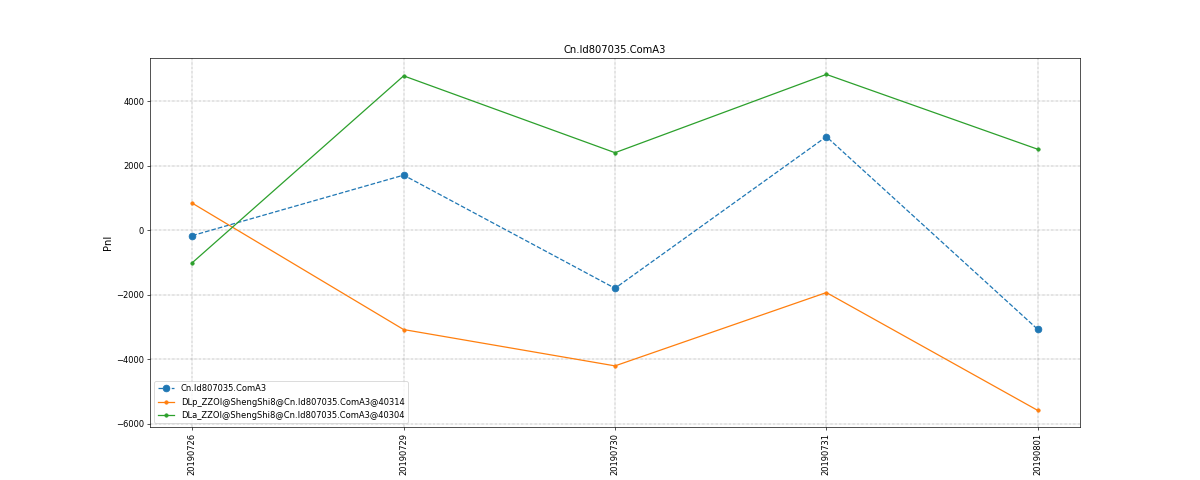 Cn.Id807035.ComA3
PnI
4000
2000
0
−2000
−4000
−6000
Cn.Id807035.ComA3
DLp_ZZOI@ShengShi8@Cn.Id807035.ComA3@40314
DLa_ZZOI@ShengShi8@Cn.Id807035.ComA3@40304
20190726
20190729
20190730
20190731
20190801